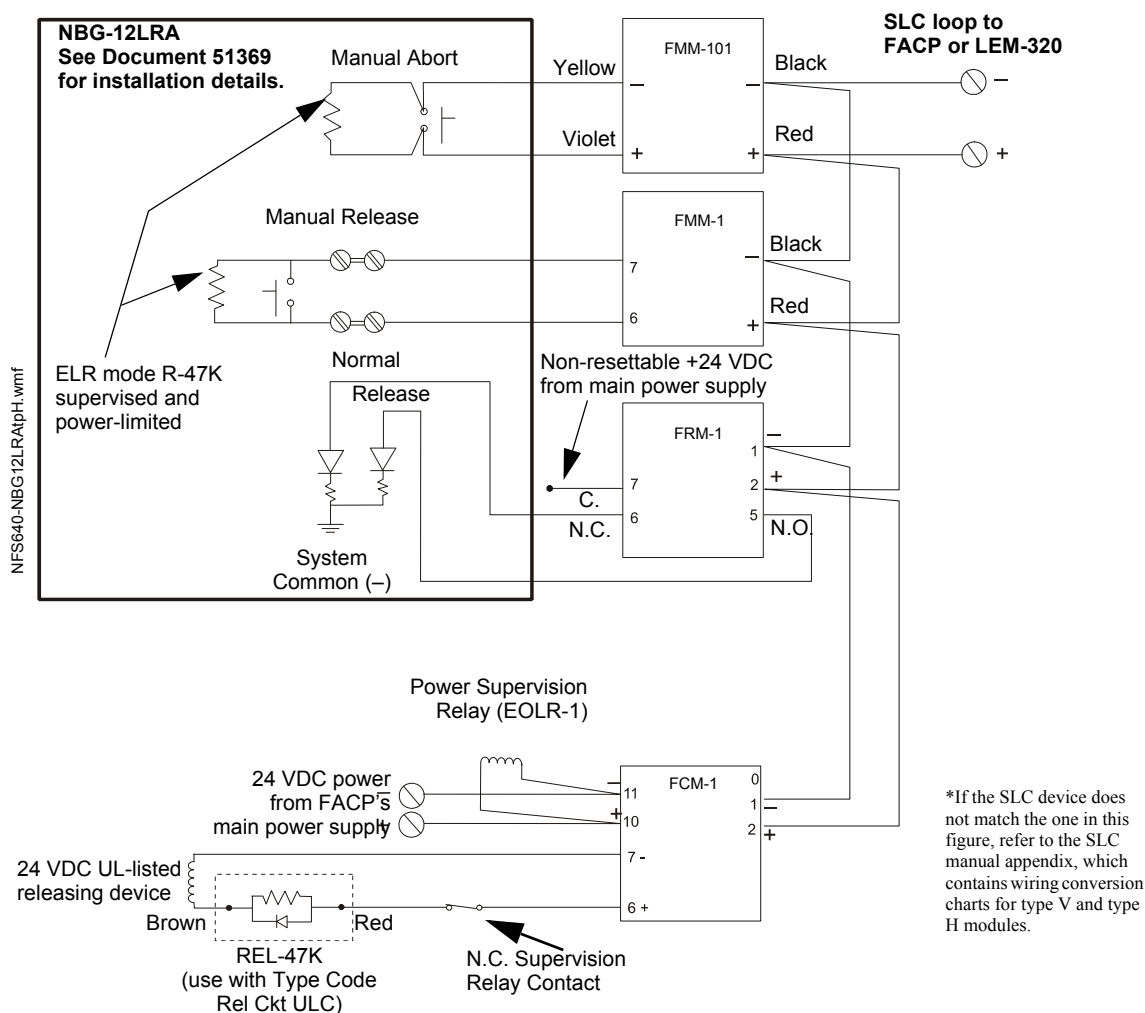 NBG-12LRA
See Document 51369
for installation details.
Manual Abort
Yellow
Violet
FMM-101
−
+
−
+
Black
Red
SLC loop to
FACP or LEM-320
−
+
Manual Release
7
6
FMM-1
−
+
Black
Red
ELR mode R-47K
supervised and
power-limited
Normal
Release
Non-resettable +24 VDC
from main power supply
FRM-1
1
−
2
+
7
C.
6
N.C.
5
N.O.
System
Common (–)
NFS640-NBG12LRAtpH.wmf
Power Supervision
Relay (EOLR-1)
24 VDC power
from FACP's
main power supply
−
+
−
11
+
10
7 -
6 +
FCM-1
0
1
−
2
+
24 VDC UL-listed
releasing device
Brown
Red
REL-47K
(use with Type Code
Rel Ckt ULC)
N.C. Supervision
Relay Contact
*If the SLC device does
not match the one in this
figure, refer to the SLC
manual appendix, which
contains wiring conversion
charts for type V and type
H modules.